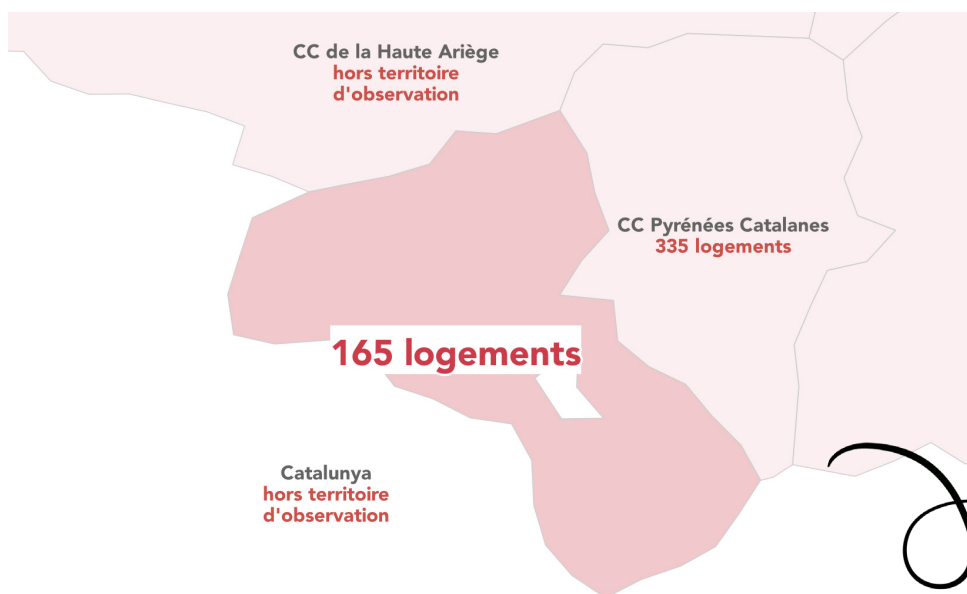 CC de la Haute Ariège
hors territoire
d'observation
CC Pyrénées Catalanes
335 logements
165 logements
Catalunya
hors territoire
d'observation